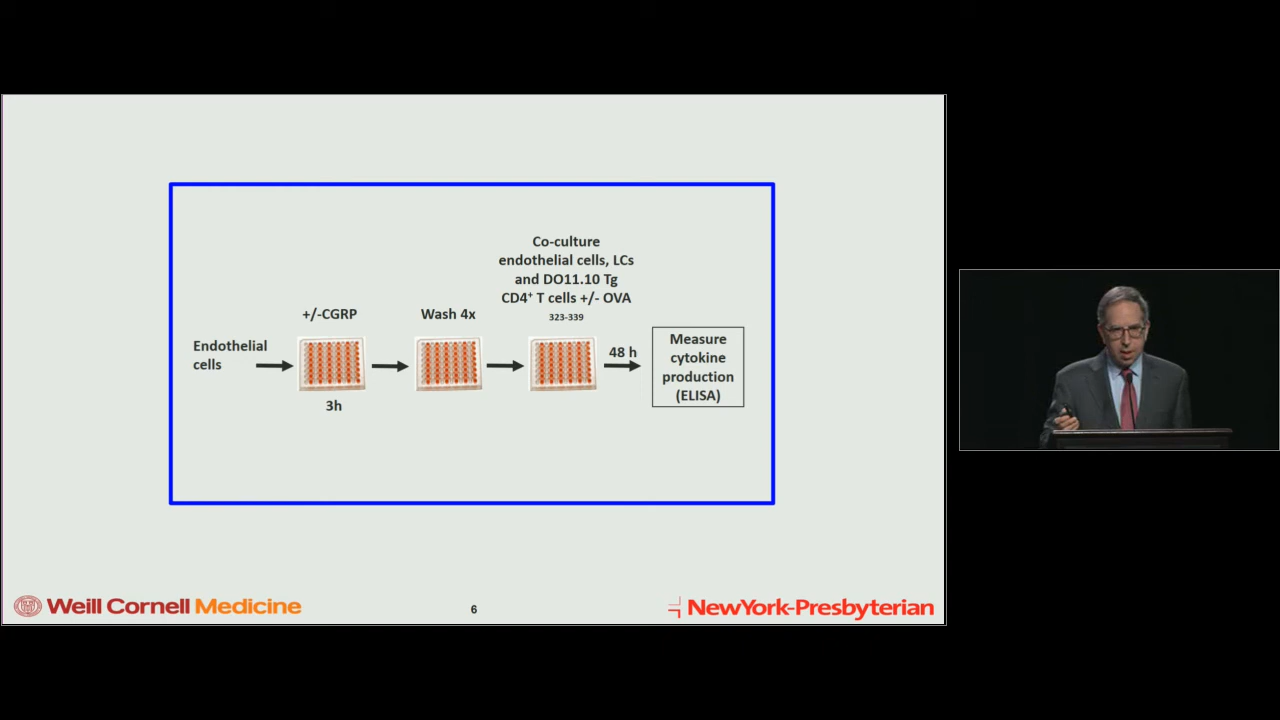 Co-culture
endothelial cells, LCs
and DO11.10 Tg
CD4⁺ T cells +/- OVA
323-339
+/-CGRP
Wash 4x
Endothelial
cells
3h
48 h
Measure
cytokine
production
(ELISA)
Weill Cornell Medicine
6
NewYork-Presbyterian